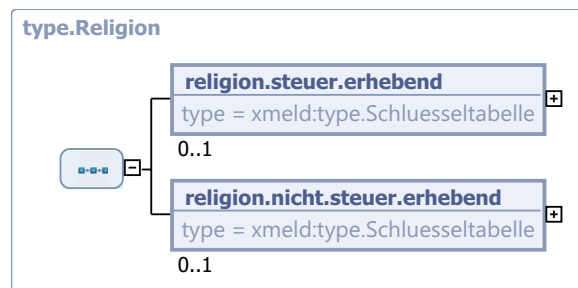 type.Religion
religion.steuer.erhebend
type = xmeld:type.Schluesseltabelle
0..1
religion.nicht.steuer.erhebend
type = xmeld:type.Schluesseltabelle
0..1